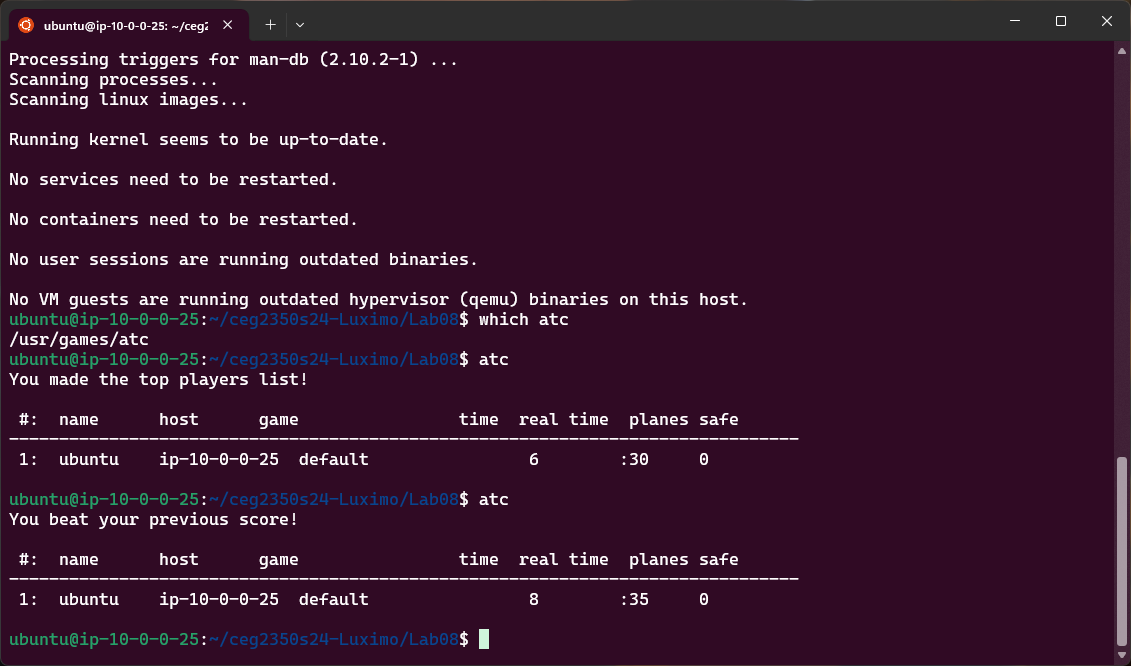 ubuntu@ip-10-0-0-25: ~/ceg2
Processing triggers for man-db (2.10.2-1) ...
Scanning processes...
Scanning linux images...
Running kernel seems to be up-to-date.
No services need to be restarted.
No containers need to be restarted.
No user sessions are running outdated binaries.
No VM guests are running outdated hypervisor (qemu) binaries on this host.
ubuntu@ip-10-0-0-25:~/ceg2350s24-Luximo/Lab08$ which atc
/usr/games/atc
ubuntu@ip-10-0-0-25:~/ceg2350s24-Luximo/Lab08$ atc
You made the top players list!
 #:  name      host      game                time  real time  planes safe
-------------------------------------------------------------------------------
 1:  ubuntu    ip-10-0-0-25  default                6        :30     0
ubuntu@ip-10-0-0-25:~/ceg2350s24-Luximo/Lab08$ atc
You beat your previous score!
 #:  name      host      game                time  real time  planes safe
-------------------------------------------------------------------------------
 1:  ubuntu    ip-10-0-0-25  default                8        :35     0
ubuntu@ip-10-0-0-25:~/ceg2350s24-Luximo/Lab08$